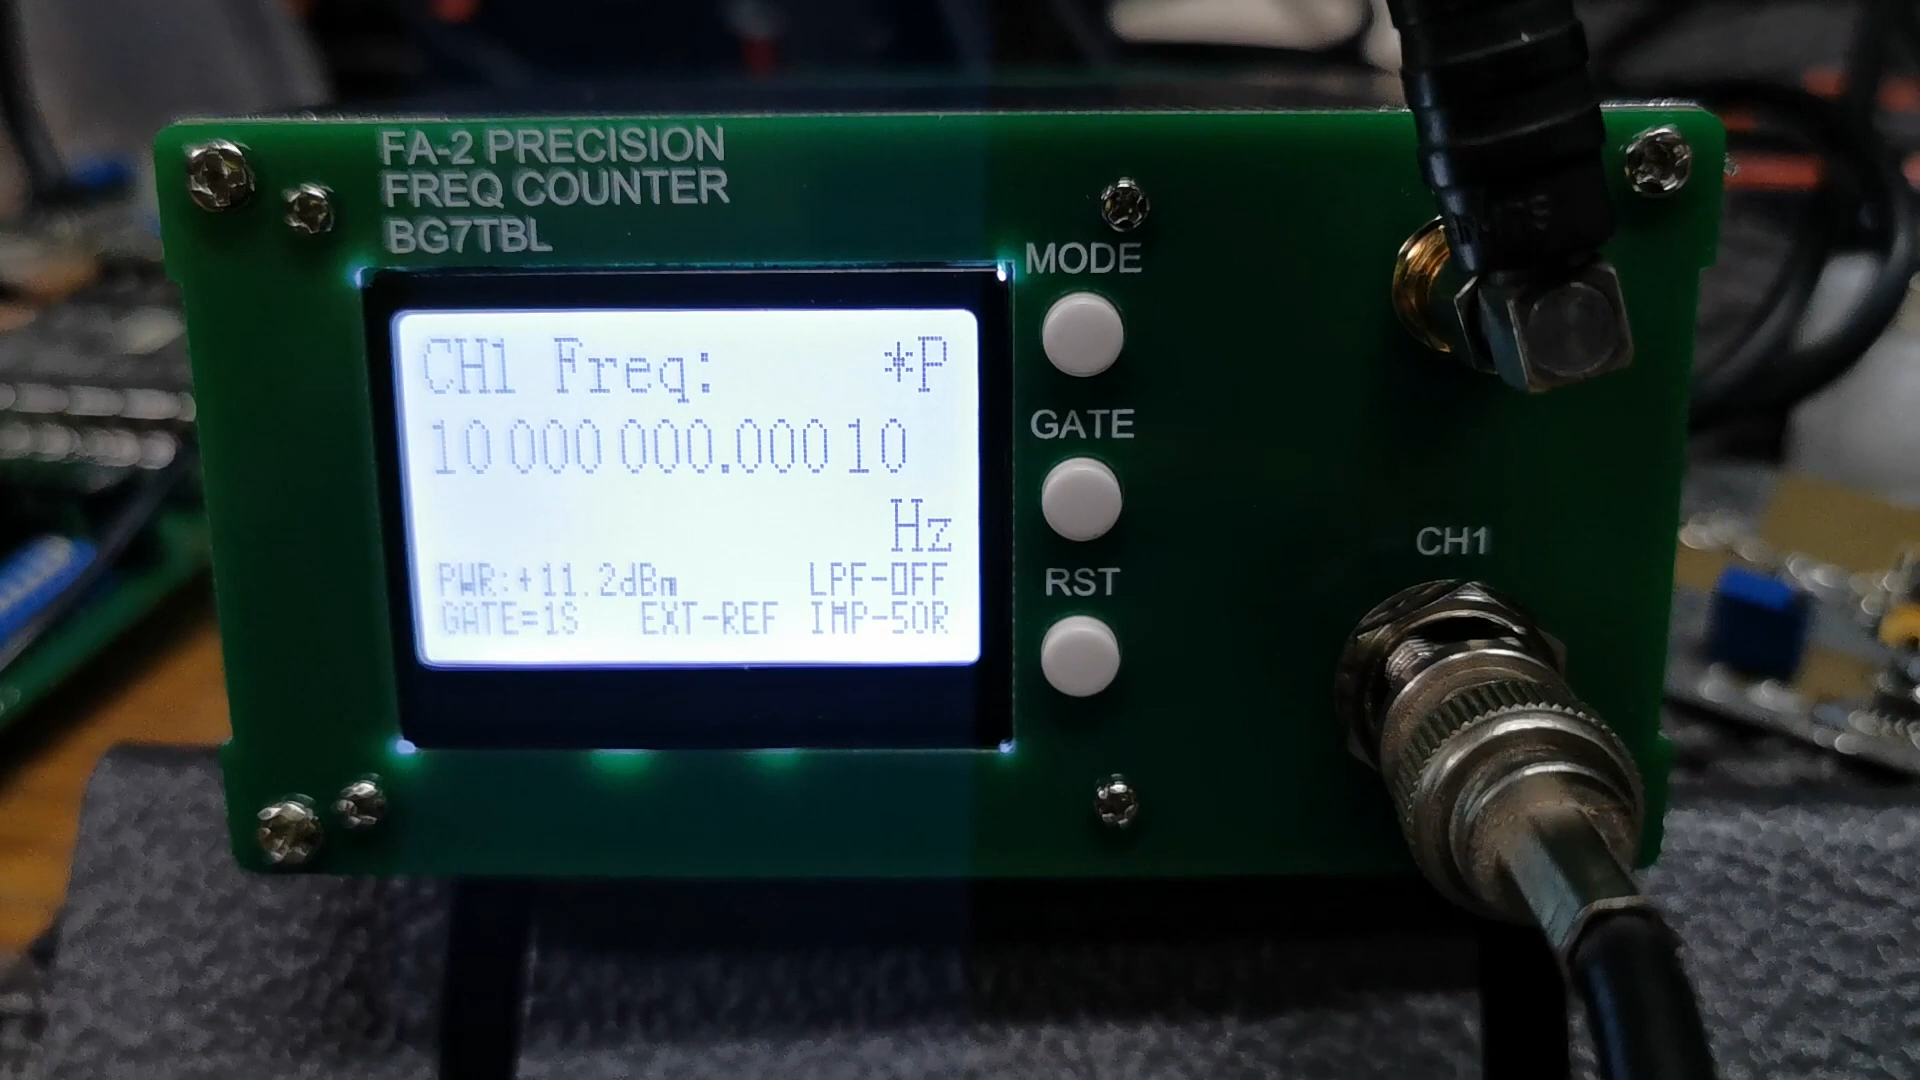 FA-2 PRECISION
FREQ COUNTER
BG7TBL
MODE
CH1 Freq: *P
10 000 000.000 10
Hz
PWR:+11.2dBm LPF-OFF
GATE=1S EXT-REF IMP-50R
GATE
RST
CH1